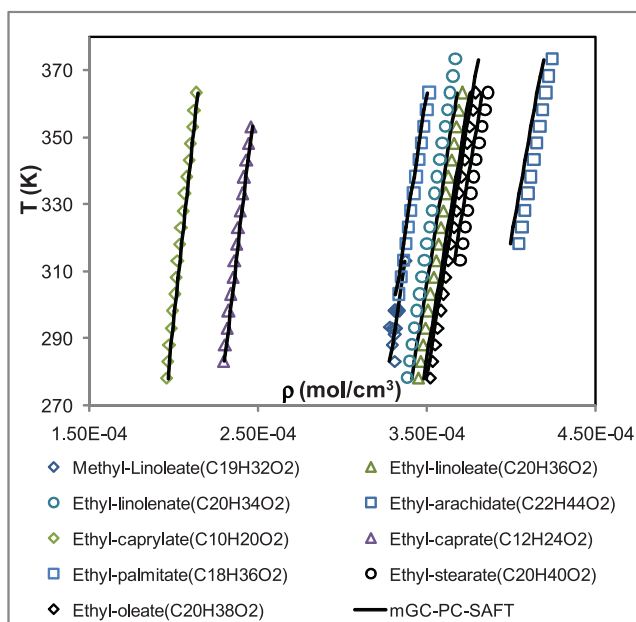 370
350
330
310
290
270
T (K)
ρ (mol/cm³)
1.50E-04 2.50E-04 3.50E-04 4.50E-04
Methyl-Linoleate(C19H32O2) Ethyl-linoleate(C20H36O2)
Ethyl-linolenate(C20H34O2) Ethyl-arachidate(C22H44O2)
Ethyl-caprylate(C10H20O2) Ethyl-caprate(C12H24O2)
Ethyl-palmitate(C18H36O2) Ethyl-stearate(C20H40O2)
Ethyl-oleate(C20H38O2) mGC-PC-SAFT